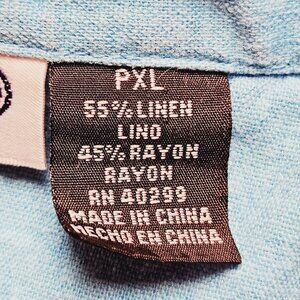 PXL
55% LINEN
LINO
45% RAYON
RAYON
RN 40299
MADE IN CHINA
HECHO EN CHINA